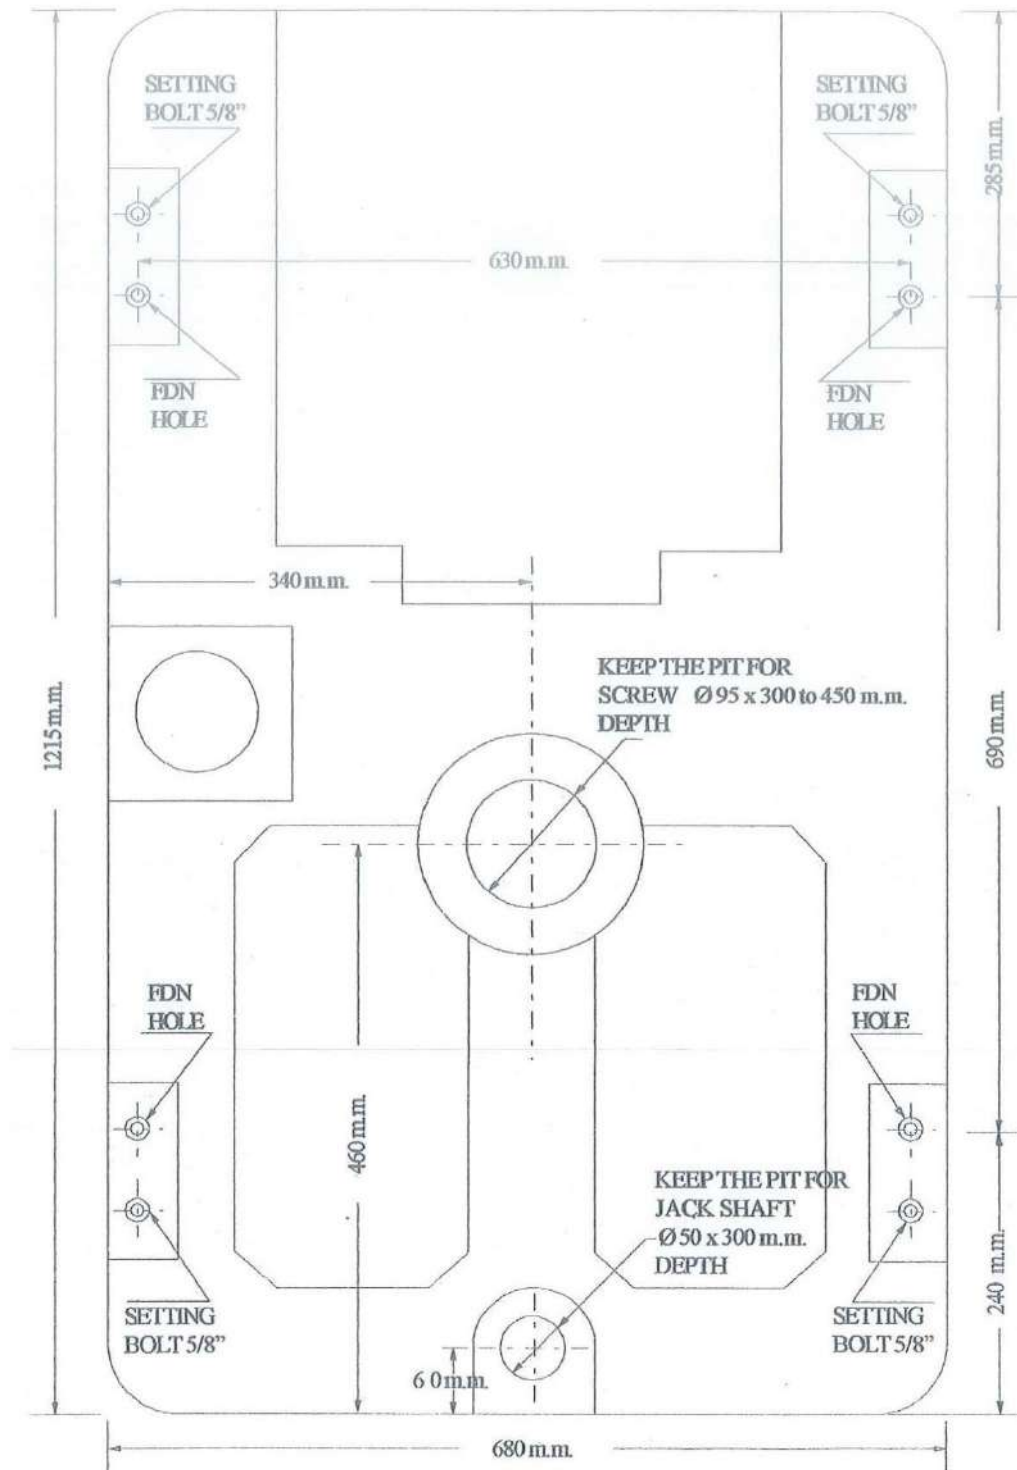 SETTING
BOLT 5/8"
SETTING
BOLT 5/8"
285 m.m.
630 m.m.
FDN
HOLE
FDN
HOLE
340 m.m.
KEEP THE PIT FOR
SCREW Ø 95 x 300 to 450 m.m.
DEPTH
1215 m.m.
690 m.m.
FDN
HOLE
FDN
HOLE
460 m.m.
KEEP THE PIT FOR
JACK SHAFT
Ø 50 x 300 m.m.
DEPTH
240 m.m.
SETTING
BOLT 5/8"
SETTING
BOLT 5/8"
6 0 m.m.
680 m.m.